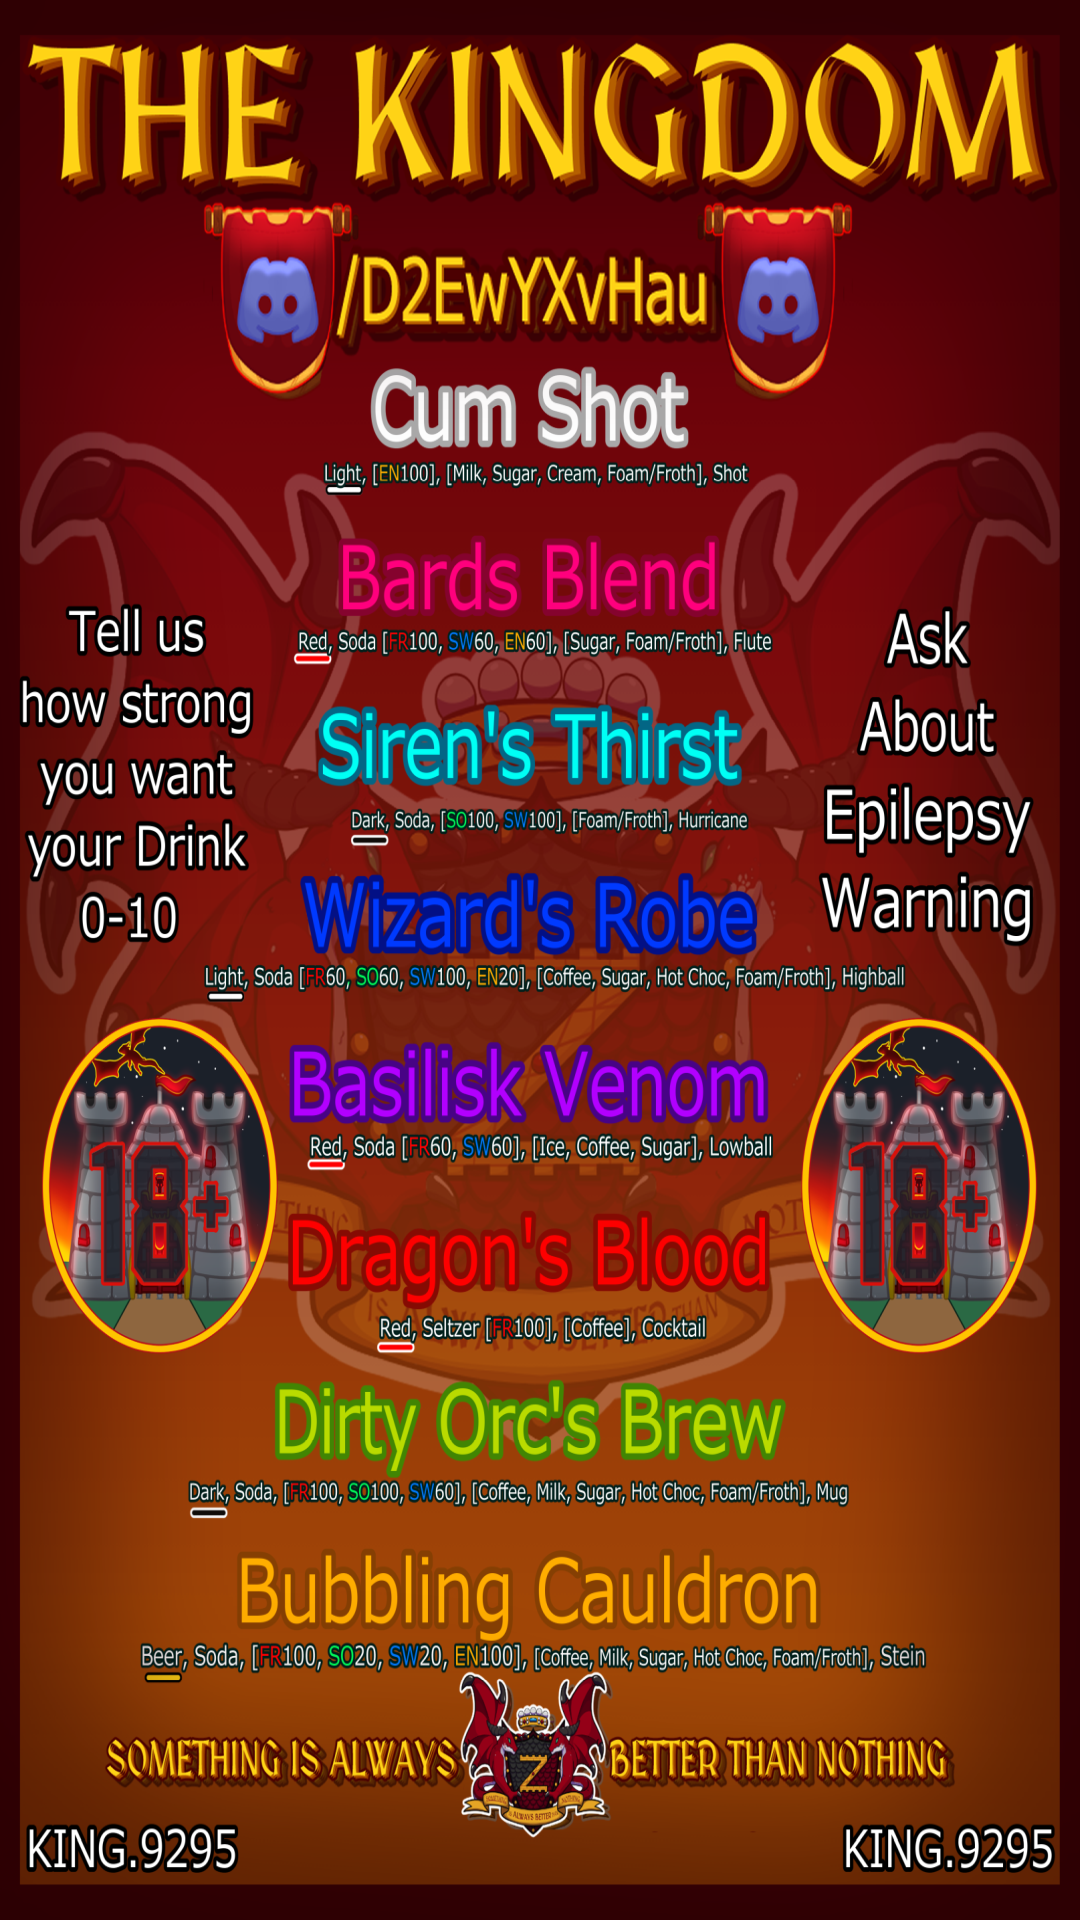 THE KINGDOM
/D2EwYXvHau
Cum Shot
Light, [EN100], [Milk, Sugar, Cream, Foam/Froth], Shot
Bards Blend
Red, Soda [FR100, SW60, EN60], [Sugar, Foam/Froth], Flute
Siren's Thirst
Dark, Soda, [SO100, SW100], [Foam/Froth], Hurricane
Wizard's Robe
Light, Soda [FR60, SO60, SW100, EN20], [Coffee, Sugar, Hot Choc, Foam/Froth], Highball
Basilisk Venom
Red, Soda [FR60, SW60], [Ice, Coffee, Sugar], Lowball
Dragon's Blood
Red, Seltzer [FR100], [Coffee], Cocktail
Dirty Orc's Brew
Dark, Soda, [FR100, SO100, SW60], [Coffee, Milk, Sugar, Hot Choc, Foam/Froth], Mug
Bubbling Cauldron
Beer, Soda, [FR100, SO20, SW20, EN100], [Coffee, Milk, Sugar, Hot Choc, Foam/Froth], Stein
Tell us
how strong
you want
your Drink
0-10
Ask
About
Epilepsy
Warning
18+
18+
IS ALWAYS BETTER THAN
SOMETHING IS ALWAYS
Z
BETTER THAN NOTHING
KING.9295
KING.9295